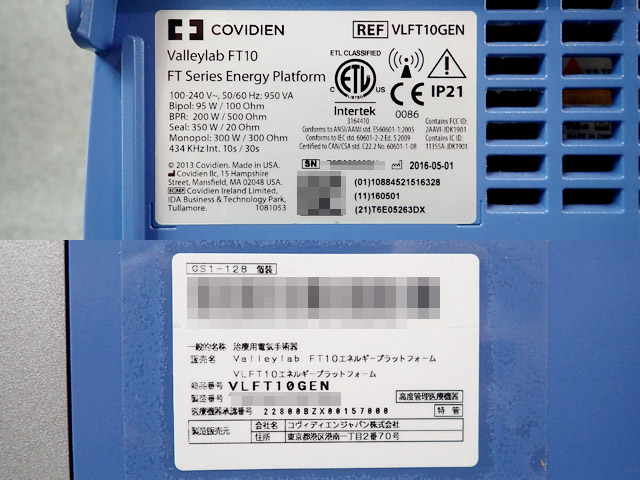 COVIDIEN
REF VLFT10GEN
Valleylab FT10
FT Series Energy Platform
100-240 V~, 50/60 Hz; 950 VA
Bipol: 95 W / 100 Ohm
BPR: 200 W / 500 Ohm
Seal: 350 W / 20 Ohm
Monopol: 300 W / 300 Ohm
434 KHz Int. 10s / 30s
ETL CLASSIFIED
ETL
C US
Intertek
3164410
CE
0086
IP21
Conforms to ANSI/AAMI std. ES60601-1:2005
Conforms to IEC std. 60601-2-2 Ed. 5:2009
Certified to CAN/CSA std. C22.2 No. 60601-1-08
Contains FCC ID:
2AAVI-JDK1901
Contains IC ID:
11355A-JDK1901
© 2013 Covidien. Made in USA.
Covidien llc, 15 Hampshire
Street, Mansfield, MA 02048 USA.
EC REP Covidien Ireland Limited,
IDA Business & Technology Park,
Tullamore.
1081053
SN
2016-05-01
(01)10884521516328
(11)160501
(21)T6E05263DX
GS1-128 個装
一般的名称 治療用電気手術器
販売名 Valleylab FT10エネルギープラットフォーム
VLFT10エネルギープラットフォーム
商品番号 VLFT10GEN
製造番号
高度管理医療機器
医療機器承認番号 22800BZX00157000
特管
製造販売元
会社名 コヴィディエンジャパン株式会社
住所 東京都港区港南一丁目2番70号